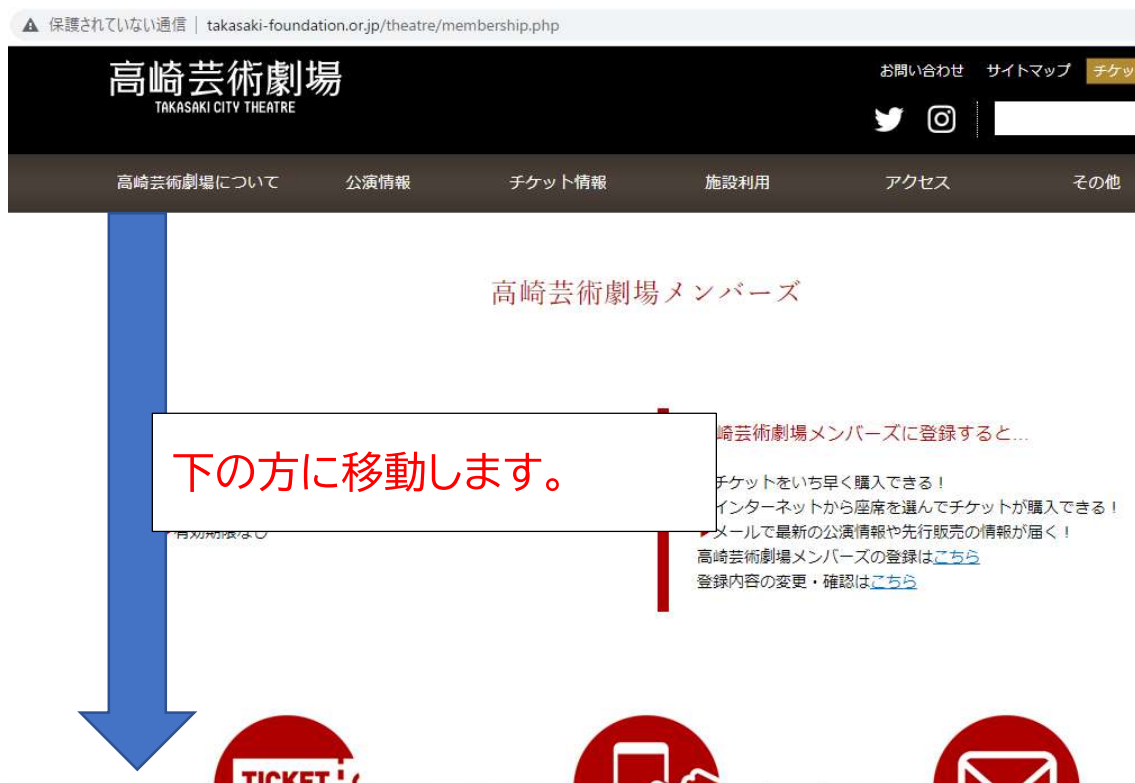 保護されていない通信 | takasaki-foundation.or.jp/theatre/membership.php
高崎芸術劇場
TAKASAKI CITY THEATRE
お問い合わせ サイトマップ チケッ
高崎芸術劇場について 公演情報 チケット情報 施設利用 アクセス その他
高崎芸術劇場メンバーズ
下の方に移動します。
有効期限なし
崎芸術劇場メンバーズに登録すると...
チケットをいち早く購入できる!
インターネットから座席を選んでチケットが購入できる!
メールで最新の公演情報や先行販売の情報が届く!
高崎芸術劇場メンバーズの登録はこちら
登録内容の変更・確認はこちら
TICKET